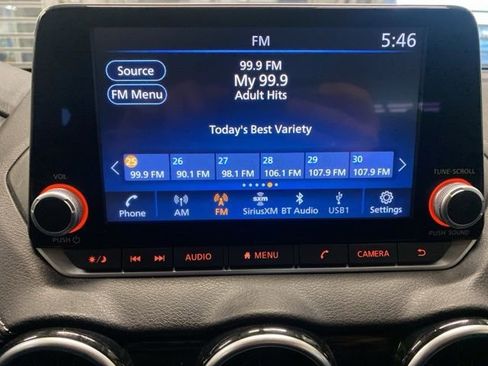 FM
5:46
Source
FM Menu
99.9 FM
My 99.9
Adult Hits
Today's Best Variety
25
99.9 FM
26
90.1 FM
27
98.1 FM
28
106.1 FM
29
107.9 FM
30
107.9 FM
Phone
AM
FM
sxm
SiriusXM
BT Audio
USB1
Settings
VOL
PUSH
TUNE·SCROLL
PUSH SOUND
AUDIO
MENU
CAMERA